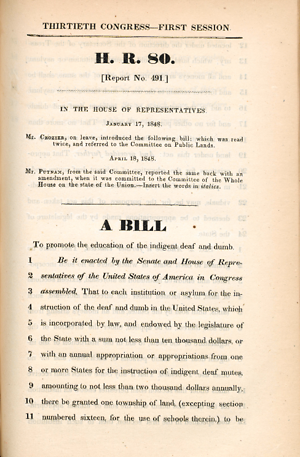 THIRTIETH CONGRESS—FIRST SESSION
H. R. 80.
[Report No. 491.]
IN THE HOUSE OF REPRESENTATIVES
JANUARY 17, 1848.
Mr. CROZIER, on leave, introduced the following bill: which was read
twice, and referred to the Committee on Public Lands.
APRIL 18, 1848.
Mr. PUTNAM, from the said Committee, reported the same back with an
amendment, when it was committed to the Committee of the Whole
House on the state of the Union.—Insert the words in italics.
A BILL
To promote the education of the indigent deaf and dumb.
1 Be it enacted by the Senate and House of Repre-
2 sentatives of the United States of America in Congress
3 assembled, That to each institution or asylum for the in-
4 struction of the deaf and dumb in the United States, which
5 is incorporated by law, and endowed by the legislature of
6 the State with a sum not less than ten thousand dollars, or
7 with an annual appropriation or appropriations from one
8 or more States for the instruction of indigent deaf mutes,
9 amounting to not less than two thousand dollars annually,
10 there be granted one township of land, (excepting section
11 numbered sixteen, for the use of schools therein,) to be